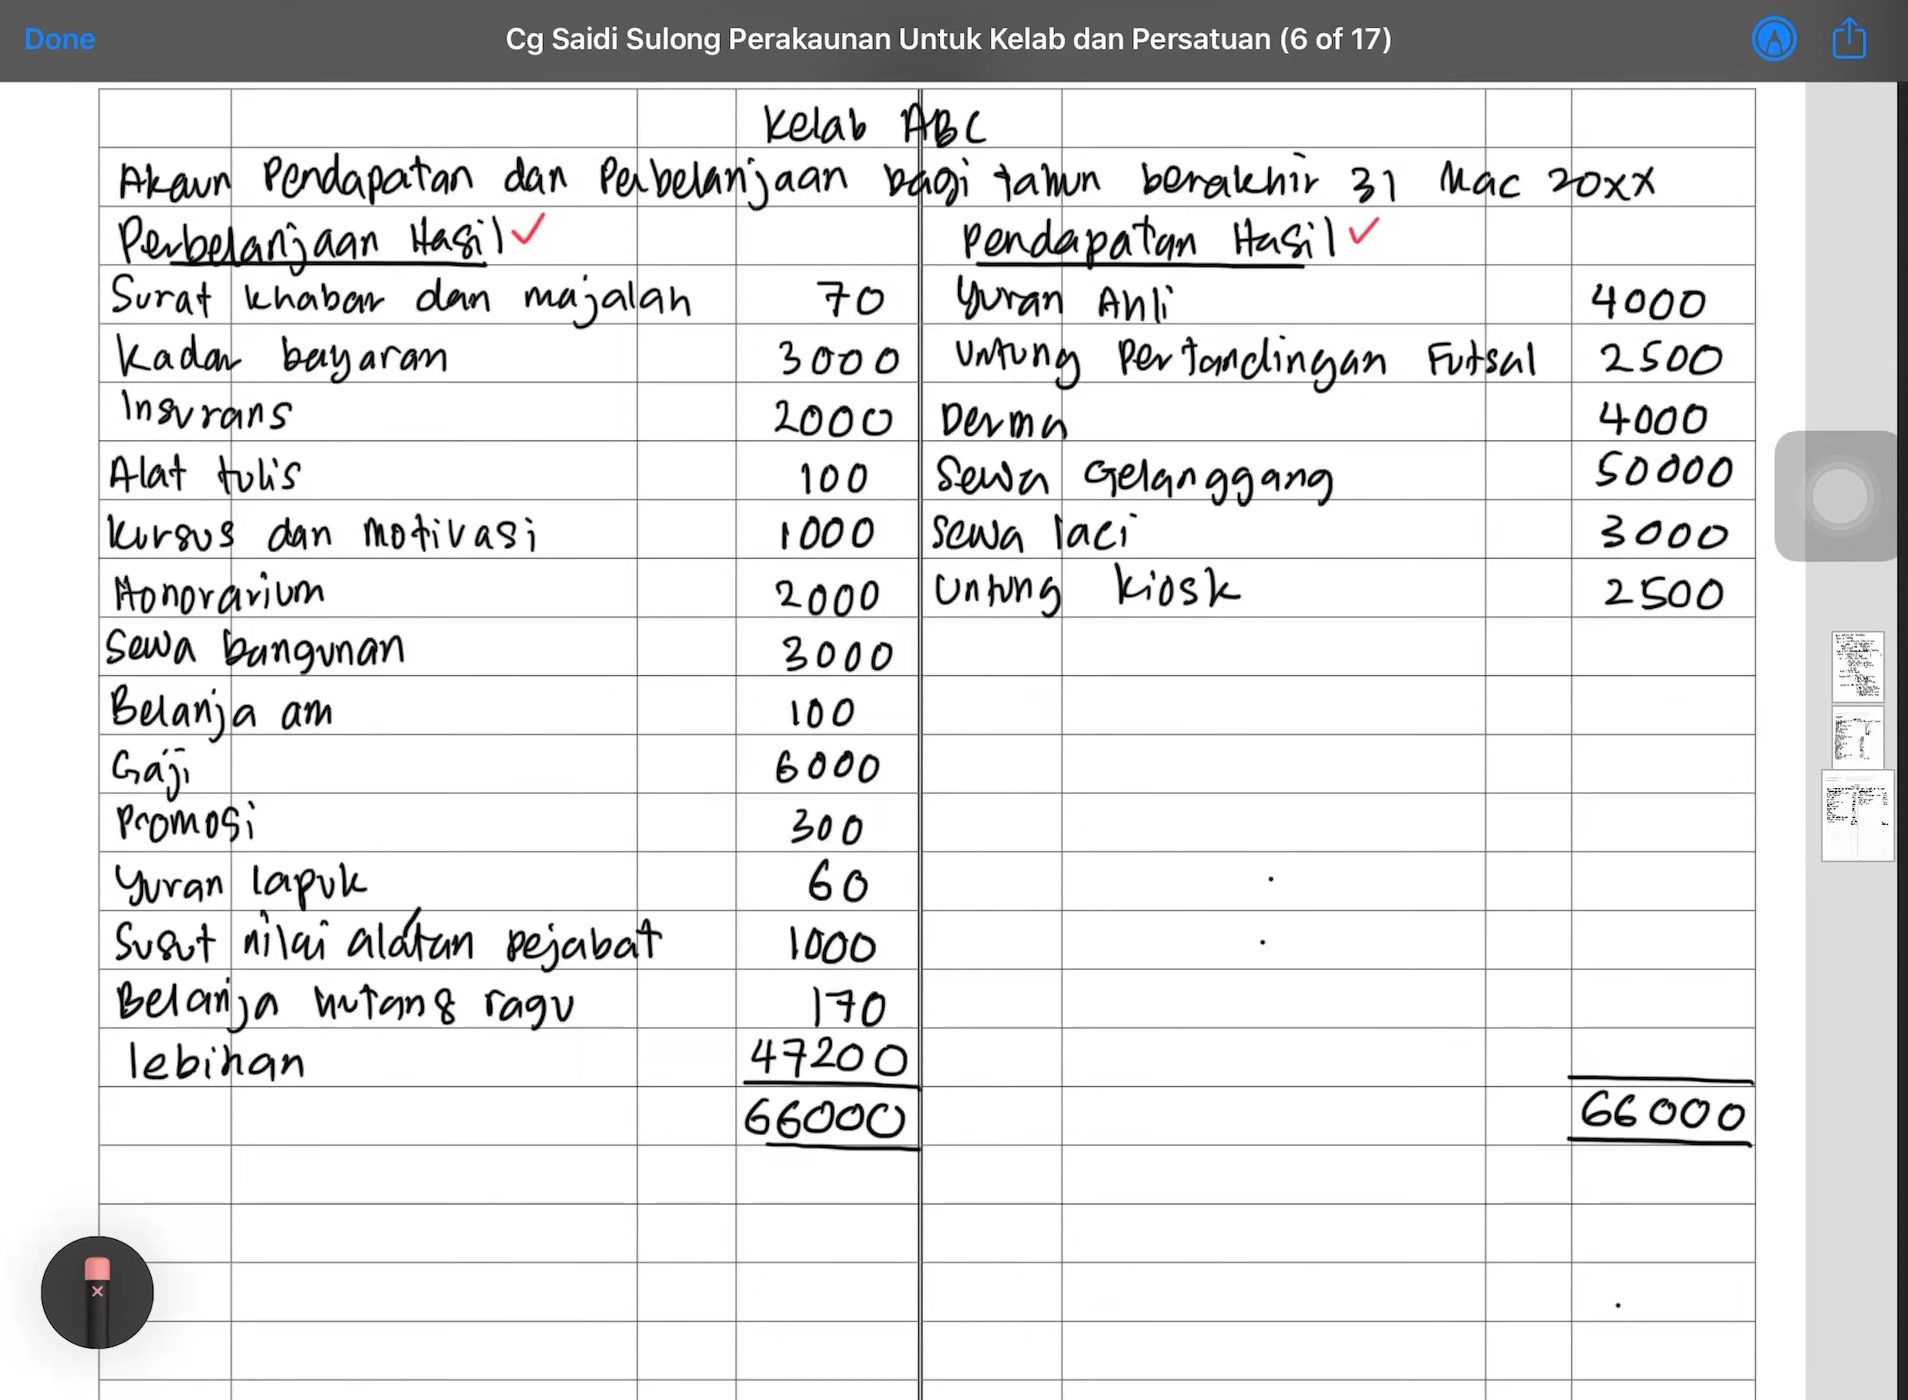 Done
Cg Saidi Sulong Perakaunan Untuk Kelab dan Persatuan (6 of 17)
Kelab ABC
Akaun Pendapatan dan Perbelanjaan bagi tahun berakhir 31 Mac 20xx
Perbelanjaan Hasil ✓ Pendapatan Hasil ✓
Surat khabar dan majalah 70 Yuran Ahli 4000
Kadar bayaran 3000 Untung Pertandingan Futsal 2500
Insurans 2000 Derma 4000
Alat tulis 100 Sewa Gelanggang 50000
Kursus dan motivasi 1000 Sewa laci 3000
Honorarium 2000 Untung kiosk 2500
Sewa bangunan 3000
Belanja am 100
Gaji 6000
Promosi 300
Yuran lapuk 60
Susut nilai alatan pejabat 1000
Belanja hutang ragu 170
lebihan 47200
66000 66000